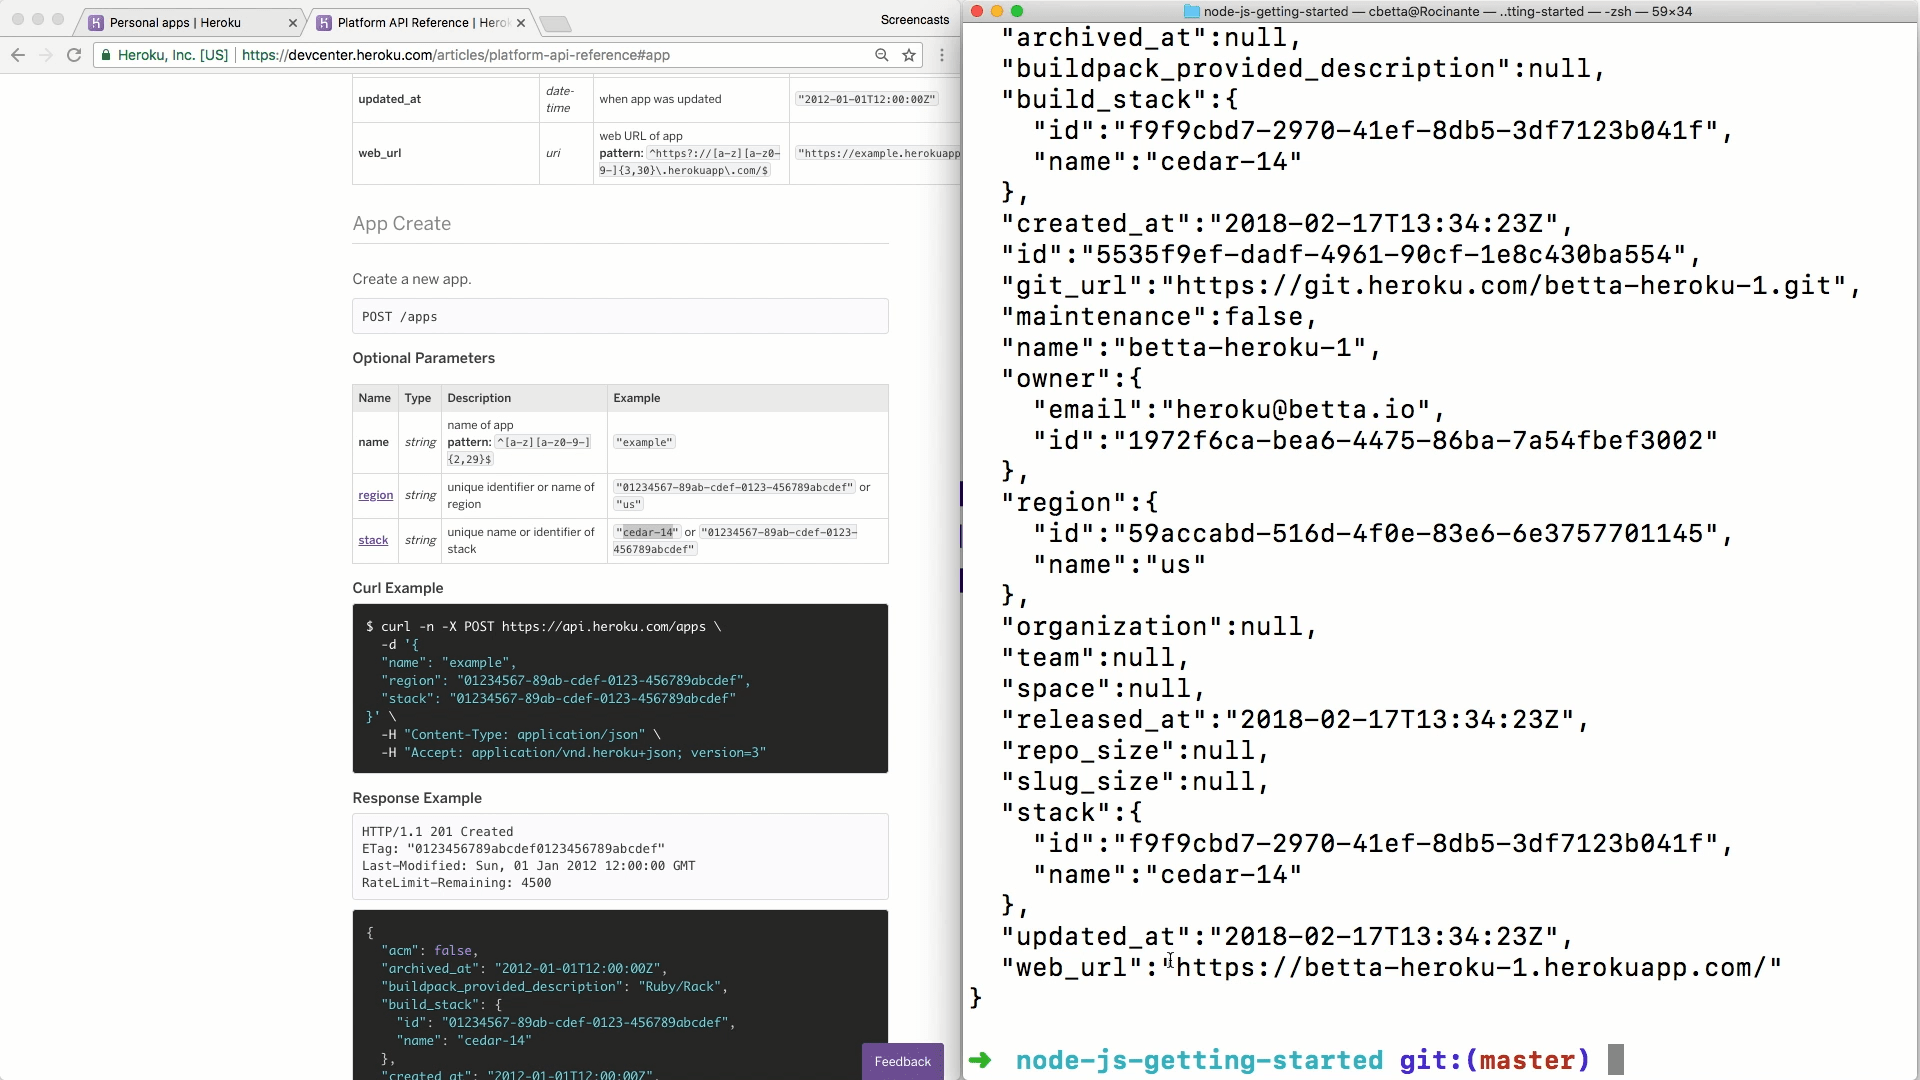 Personal apps | Heroku
Platform API Reference | Hero
Screencasts
Heroku, Inc. [US]
https://devcenter.heroku.com/articles/platform-api-reference#app
updated_at
date-
time
when app was updated
"2012-01-01T12:00:00Z"
web_url
uri
web URL of app
pattern: ^https?://[a-z][a-z0-
9-]{3,30}\.herokuapp\.com/$
"https://example.herokuapp
App Create
Create a new app.
POST /apps
Optional Parameters
Name Type Description Example
name
string
name of app
pattern: ^[a-z][a-z0-9-]
{2,29}$
"example"
region
string
unique identifier or name of
region
"01234567-89ab-cdef-0123-456789abcdef" or
"us"
stack
string
unique name or identifier of
stack
"cedar-14" or "01234567-89ab-cdef-0123-
456789abcdef"
Curl Example
$ curl -n -X POST https://api.heroku.com/apps \
-d '{
"name": "example",
"region": "01234567-89ab-cdef-0123-456789abcdef",
"stack": "01234567-89ab-cdef-0123-456789abcdef"
}' \
-H "Content-Type: application/json" \
-H "Accept: application/vnd.heroku+json; version=3"
Response Example
HTTP/1.1 201 Created
ETag: "0123456789abcdef0123456789abcdef"
Last-Modified: Sun, 01 Jan 2012 12:00:00 GMT
RateLimit-Remaining: 4500
{
"acm": false,
"archived_at": "2012-01-01T12:00:00Z",
"buildpack_provided_description": "Ruby/Rack",
"build_stack": {
"id": "01234567-89ab-cdef-0123-456789abcdef",
"name": "cedar-14"
},
"created_at": "2012-01-01T12:00:00Z",
Feedback
node-js-getting-started — cbetta@Rocinante — ..tting-started — -zsh — 59×34
"archived_at":null,
"buildpack_provided_description":null,
"build_stack":{
"id":"f9f9cbd7-2970-41ef-8db5-3df7123b041f",
"name":"cedar-14"
},
"created_at":"2018-02-17T13:34:23Z",
"id":"5535f9ef-dadf-4961-90cf-1e8c430ba554",
"git_url":"https://git.heroku.com/betta-heroku-1.git",
"maintenance":false,
"name":"betta-heroku-1",
"owner":{
"email":"heroku@betta.io",
"id":"1972f6ca-bea6-4475-86ba-7a54fbef3002"
},
"region":{
"id":"59accabd-516d-4f0e-83e6-6e3757701145",
"name":"us"
},
"organization":null,
"team":null,
"space":null,
"released_at":"2018-02-17T13:34:23Z",
"repo_size":null,
"slug_size":null,
"stack":{
"id":"f9f9cbd7-2970-41ef-8db5-3df7123b041f",
"name":"cedar-14"
},
"updated_at":"2018-02-17T13:34:23Z",
"web_url":"https://betta-heroku-1.herokuapp.com/"
}
➜ node-js-getting-started git:(master)